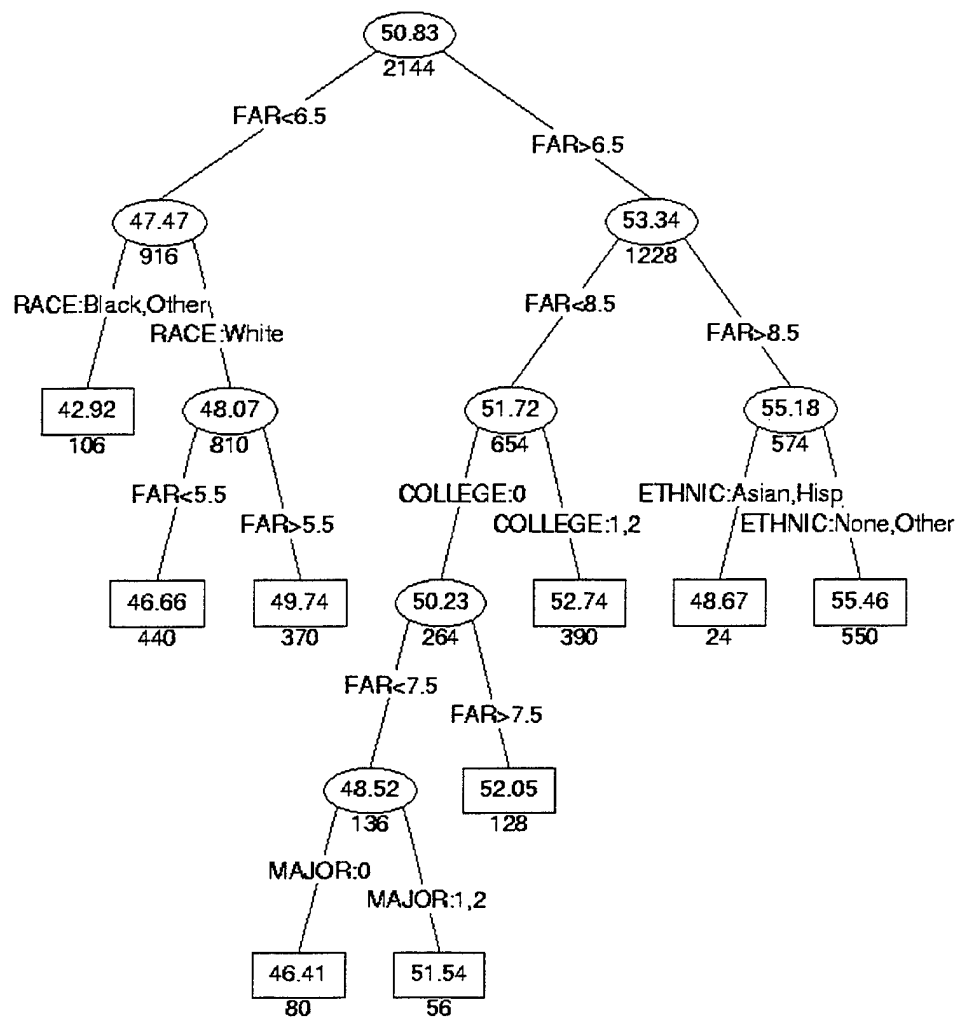 50.83
2144
FAR<6.5
FAR>6.5
47.47
916
53.34
1228
RACE:Black,Other
RACE:White
FAR<8.5
FAR>8.5
42.92
106
48.07
810
51.72
654
55.18
574
FAR<5.5
FAR>5.5
COLLEGE:0
COLLEGE:1,2
ETHNIC:Asian,Hisp
ETHNIC:None,Other
46.66
440
49.74
370
50.23
264
52.74
390
48.67
24
55.46
550
FAR<7.5
FAR>7.5
48.52
136
52.05
128
MAJOR:0
MAJOR:1,2
46.41
80
51.54
56